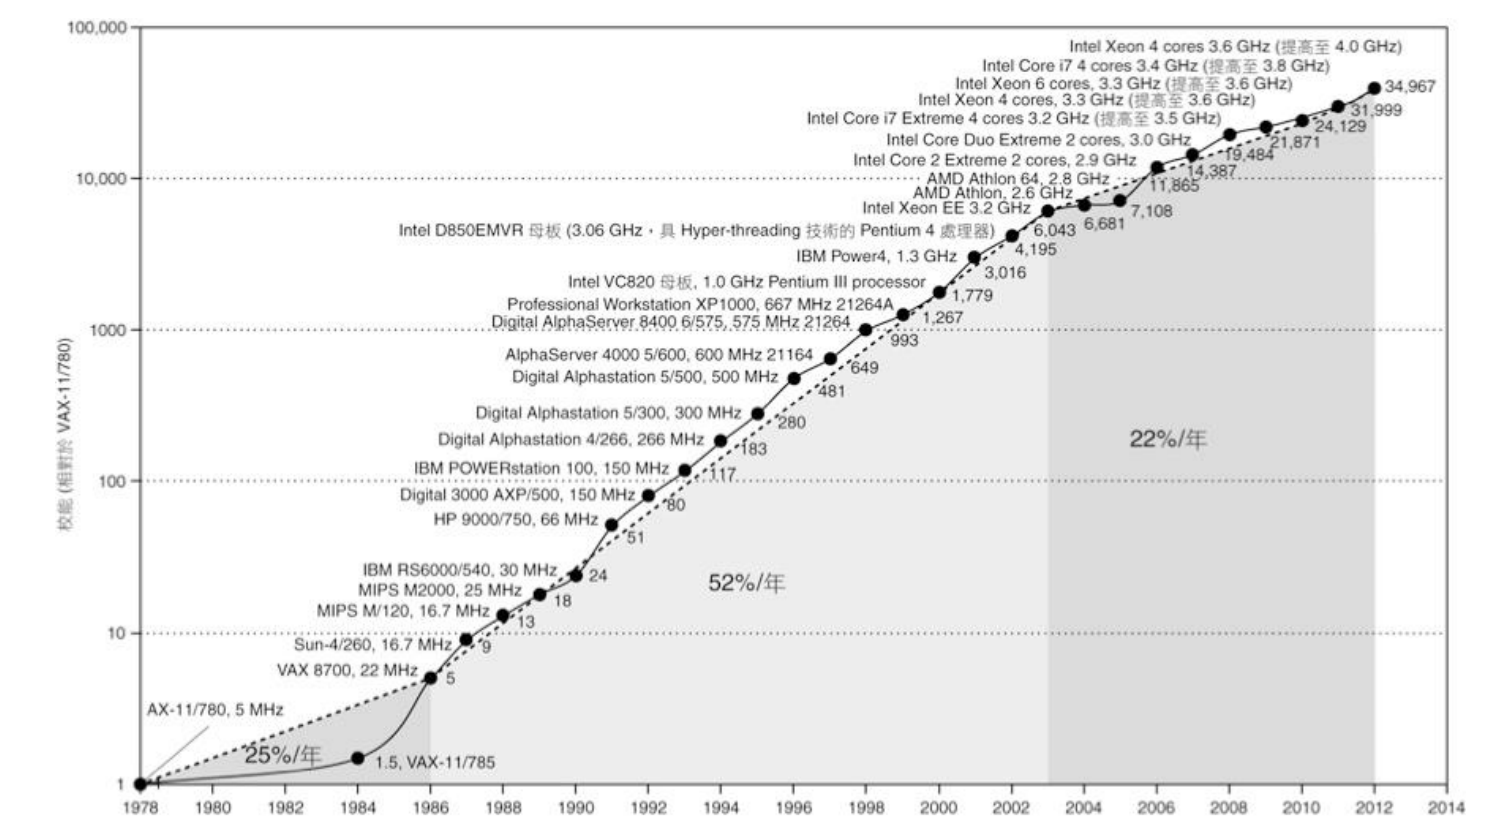 100,000
Intel Xeon 4 cores 3.6 GHz (提高至 4.0 GHz)
Intel Core i7 4 cores 3.4 GHz (提高至 3.8 GHz)
Intel Xeon 6 cores, 3.3 GHz (提高至 3.6 GHz)
34,967
Intel Xeon 4 cores, 3.3 GHz (提高至 3.6 GHz)
31,999
Intel Core i7 Extreme 4 cores 3.2 GHz (提高至 3.5 GHz)
24,129
Intel Core Duo Extreme 2 cores, 3.0 GHz
21,871
19,484
Intel Core 2 Extreme 2 cores, 2.9 GHz
14,387
10,000
AMD Athlon 64, 2.8 GHz
11,865
AMD Athlon, 2.6 GHz
Intel Xeon EE 3.2 GHz
7,108
6,681
6,043
Intel D850EMVR 母板 (3.06 GHz，具 Hyper-threading 技術的 Pentium 4 處理器)
4,195
IBM Power4, 1.3 GHz
3,016
Intel VC820 母板, 1.0 GHz Pentium III processor
1,779
Professional Workstation XP1000, 667 MHz 21264A
1,267
Digital AlphaServer 8400 6/575, 575 MHz 21264
1000
993
AlphaServer 4000 5/600, 600 MHz 21164
649
Digital Alphastation 5/500, 500 MHz
481
Digital Alphastation 5/300, 300 MHz
280
Digital Alphastation 4/266, 266 MHz
183
22%/年
IBM POWERstation 100, 150 MHz
117
100
Digital 3000 AXP/500, 150 MHz
80
HP 9000/750, 66 MHz
51
校能 (相對於 VAX-11/780)
IBM RS6000/540, 30 MHz
24
52%/年
MIPS M2000, 25 MHz
18
MIPS M/120, 16.7 MHz
13
10
Sun-4/260, 16.7 MHz
9
VAX 8700, 22 MHz
5
AX-11/780, 5 MHz
25%/年
1.5, VAX-11/785
1
1978 1980 1982 1984 1986 1988 1990 1992 1994 1996 1998 2000 2002 2004 2006 2008 2010 2012 2014